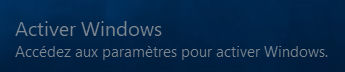 Activer Windows
Accédez aux paramètres pour activer Windows.